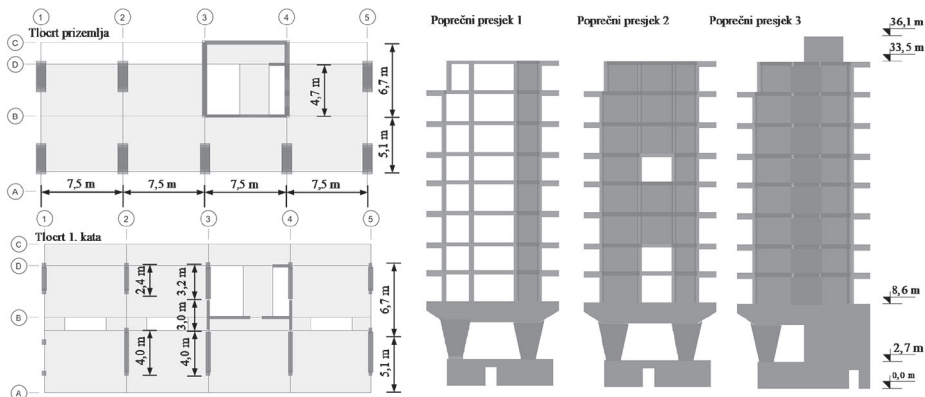 1 2 3 4 5
Tlocrt prizemlja
C
D
B
A
4,7 m
6,7 m
5,1 m
7,5 m 7,5 m 7,5 m 7,5 m
1 2 3 4 5
Tlocrt 1. kata
C
D
B
A
2,4 m
3,2 m
3,0 m
4,0 m
4,0 m
6,7 m
5,1 m
Poprečni presjek 1
Poprečni presjek 2
Poprečni presjek 3
36,1 m
33,5 m
8,6 m
2,7 m
0,0 m